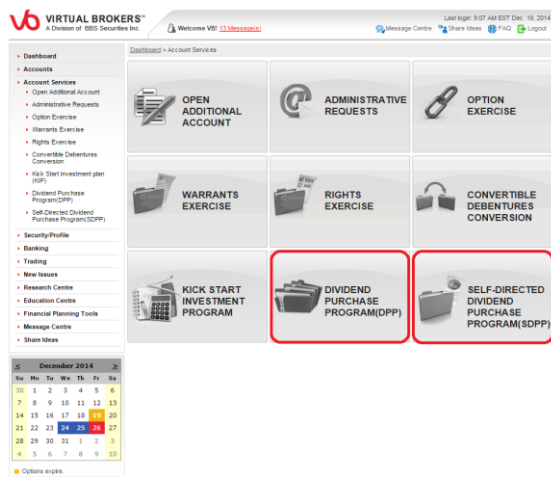 VIRTUAL BROKERS™
A Division of BBS Securities Inc.
Welcome VB! 13 Message(s)
Last login: 9:07 AM EST Dec. 19, 2014
Message Centre
Share Ideas
FAQ
Logout
Dashboard
Accounts
Account Services
Open Additional Account
Administrative Requests
Option Exercise
Warrants Exercise
Rights Exercise
Convertible Debentures
Conversion
Kick Start Investment plan
(KIP)
Dividend Purchase
Program(DPP)
Self-Directed Dividend
Purchase Program(SDPP)
Security/Profile
Banking
Trading
New Issues
Research Centre
Education Centre
Financial Planning Tools
Message Centre
Share Ideas
Dashboard > Account Services
OPEN
ADDITIONAL
ACCOUNT
ADMINISTRATIVE
REQUESTS
OPTION
EXERCISE
WARRANTS
EXERCISE
RIGHTS
EXERCISE
CONVERTIBLE
DEBENTURES
CONVERSION
KICK START
INVESTMENT
PROGRAM
DIVIDEND
PURCHASE
PROGRAM(DPP)
SELF-DIRECTED
DIVIDEND
PURCHASE
PROGRAM(SDPP)
< December 2014 >
Su Mo Tu We Th Fr Sa
30 1 2 3 4 5 6
7 8 9 10 11 12 13
14 15 16 17 18 19 20
21 22 23 24 25 26 27
28 29 30 31 1 2 3
4 5 6 7 8 9 10
Options expire.